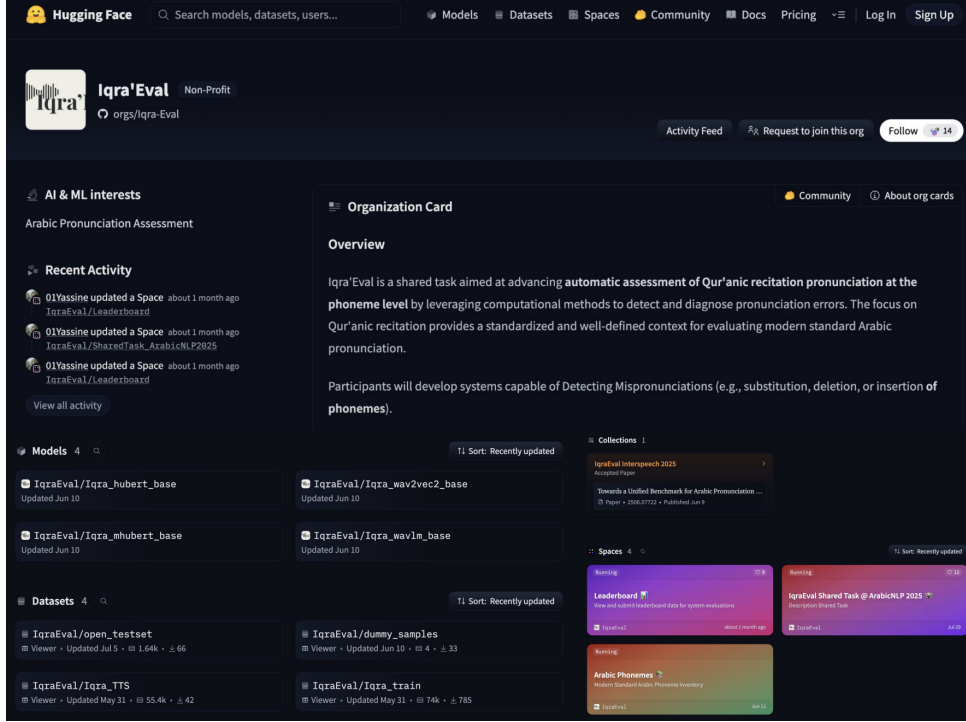 Hugging Face
Search models, datasets, users...
Models
Datasets
Spaces
Community
Docs
Pricing
Log In
Sign Up
Iqra'
Iqra'Eval
Non-Profit
orgs/Iqra-Eval
Activity Feed
Request to join this org
Follow
14
AI & ML interests
Arabic Pronunciation Assessment
Recent Activity
01Yassine updated a Space about 1 month ago
IqraEval/Leaderboard
01Yassine updated a Space about 1 month ago
IqraEval/SharedTask_ArabicNLP2025
01Yassine updated a Space about 1 month ago
IqraEval/Leaderboard
View all activity
Community
About org cards
Organization Card
Overview
Iqra'Eval is a shared task aimed at advancing automatic assessment of Qur'anic recitation pronunciation at the
phoneme level by leveraging computational methods to detect and diagnose pronunciation errors. The focus on
Qur'anic recitation provides a standardized and well-defined context for evaluating modern standard Arabic
pronunciation.
Participants will develop systems capable of Detecting Mispronunciations (e.g., substitution, deletion, or insertion of
phonemes).
Models 4
Sort: Recently updated
IqraEval/Iqra_hubert_base
Updated Jun 10
IqraEval/Iqra_wav2vec2_base
Updated Jun 10
IqraEval/Iqra_mhubert_base
Updated Jun 10
IqraEval/Iqra_wavlm_base
Updated Jun 10
Datasets 4
Sort: Recently updated
IqraEval/open_testset
Viewer • Updated Jul 5 • 1.64k • 66
IqraEval/dummy_samples
Viewer • Updated Jun 10 • 4 • 33
IqraEval/Iqra_TTS
Viewer • Updated May 31 • 55.4k • 42
IqraEval/Iqra_train
Viewer • Updated May 31 • 74k • 785
Collections 1
IqraEval Interspeech 2025
Accepted Paper
Towards a Unified Benchmark for Arabic Pronunciation ...
Paper • 2506.07722 • Published Jun 9
Spaces 4
Sort: Recently updated
Running
Leaderboard
View and submit leaderboard data for system evaluations
IqraEval
about 1 month ago
Running
12
IqraEval Shared Task @ ArabicNLP 2025
Description Shared Task
IqraEval
Jul 29
Running
Arabic Phonemes
Modern Standard Arabic Phoneme Inventory
IqraEval
Jun 11